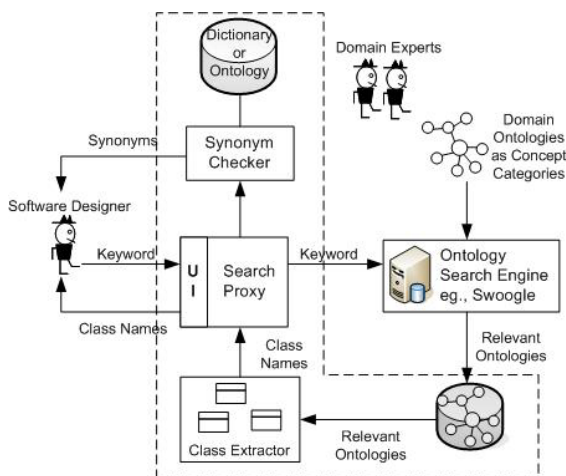 Dictionary
or
Ontology
Domain Experts
Domain
Ontologies
as Concept
Categories
Synonyms
Synonym
Checker
Software Designer
Keyword
U
I
Search
Proxy
Keyword
Ontology
Search Engine
eg., Swoogle
Class Names
Class
Names
Relevant
Ontologies
Class Extractor
Relevant
Ontologies